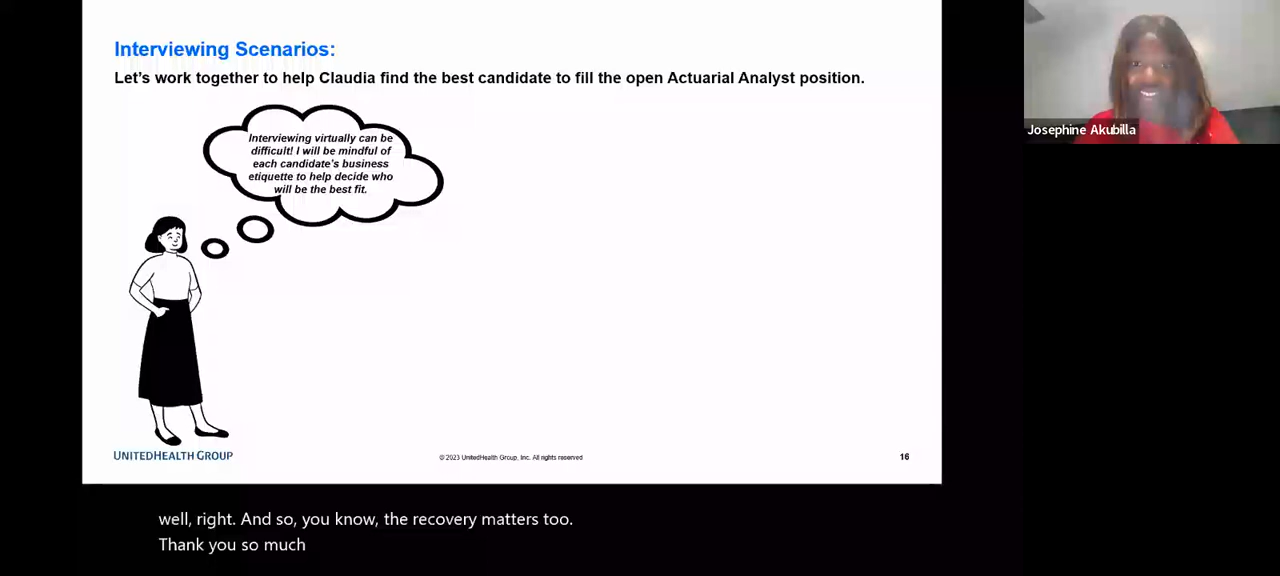 Interviewing Scenarios:
Let's work together to help Claudia find the best candidate to fill the open Actuarial Analyst position.
Interviewing virtually can be
difficult! I will be mindful of
each candidate's business
etiquette to help decide who
will be the best fit.
Josephine Akubilla
UNITEDHEALTH GROUP
© 2023 UnitedHealth Group, Inc. All rights reserved
16
well, right. And so, you know, the recovery matters too.
Thank you so much